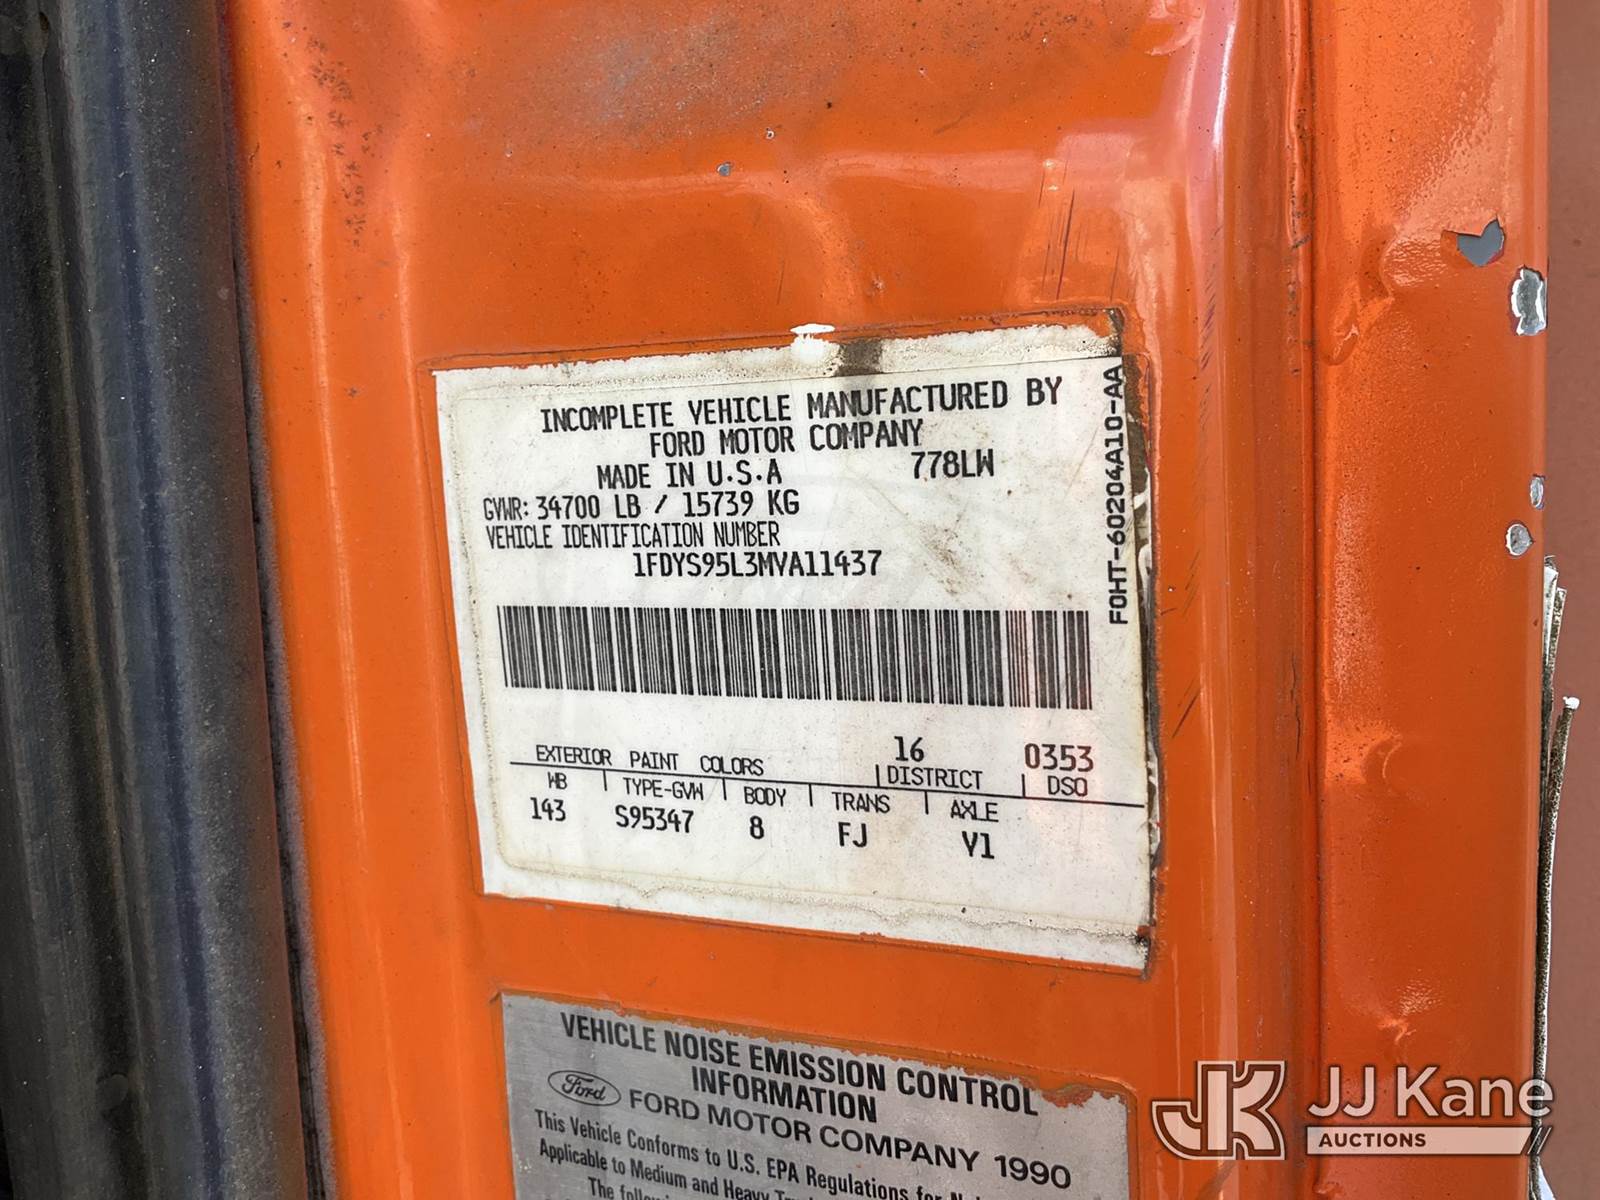 INCOMPLETE VEHICLE MANUFACTURED BY
FORD MOTOR COMPANY
MADE IN U.S.A 778LW
GVWR: 34700 LB / 15739 KG
VEHICLE IDENTIFICATION NUMBER
1FDYS95L3MVA11437
F0HT-60204A10-AA
16 0353
EXTERIOR PAINT COLORS DISTRICT DSO
WB TYPE-GVW BODY TRANS AXLE
143 S95347 8 FJ V1
VEHICLE NOISE EMISSION CONTROL
INFORMATION
Ford FORD MOTOR COMPANY 1990
This Vehicle Conforms to U.S. EPA Regulations for
Applicable to Medium and Heavy
The
JK JJ Kane
AUCTIONS